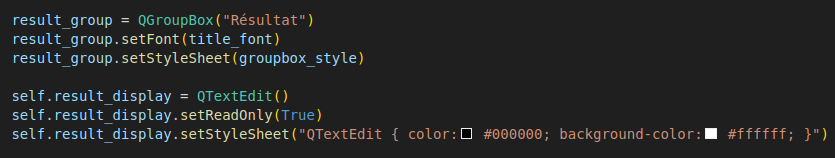 result_group = QGroupBox("Résultat")
result_group.setFont(title_font)
result_group.setStyleSheet(groupbox_style)

self.result_display = QTextEdit()
self.result_display.setReadOnly(True)
self.result_display.setStyleSheet("QTextEdit { color: #000000; background-color: #ffffff; }")